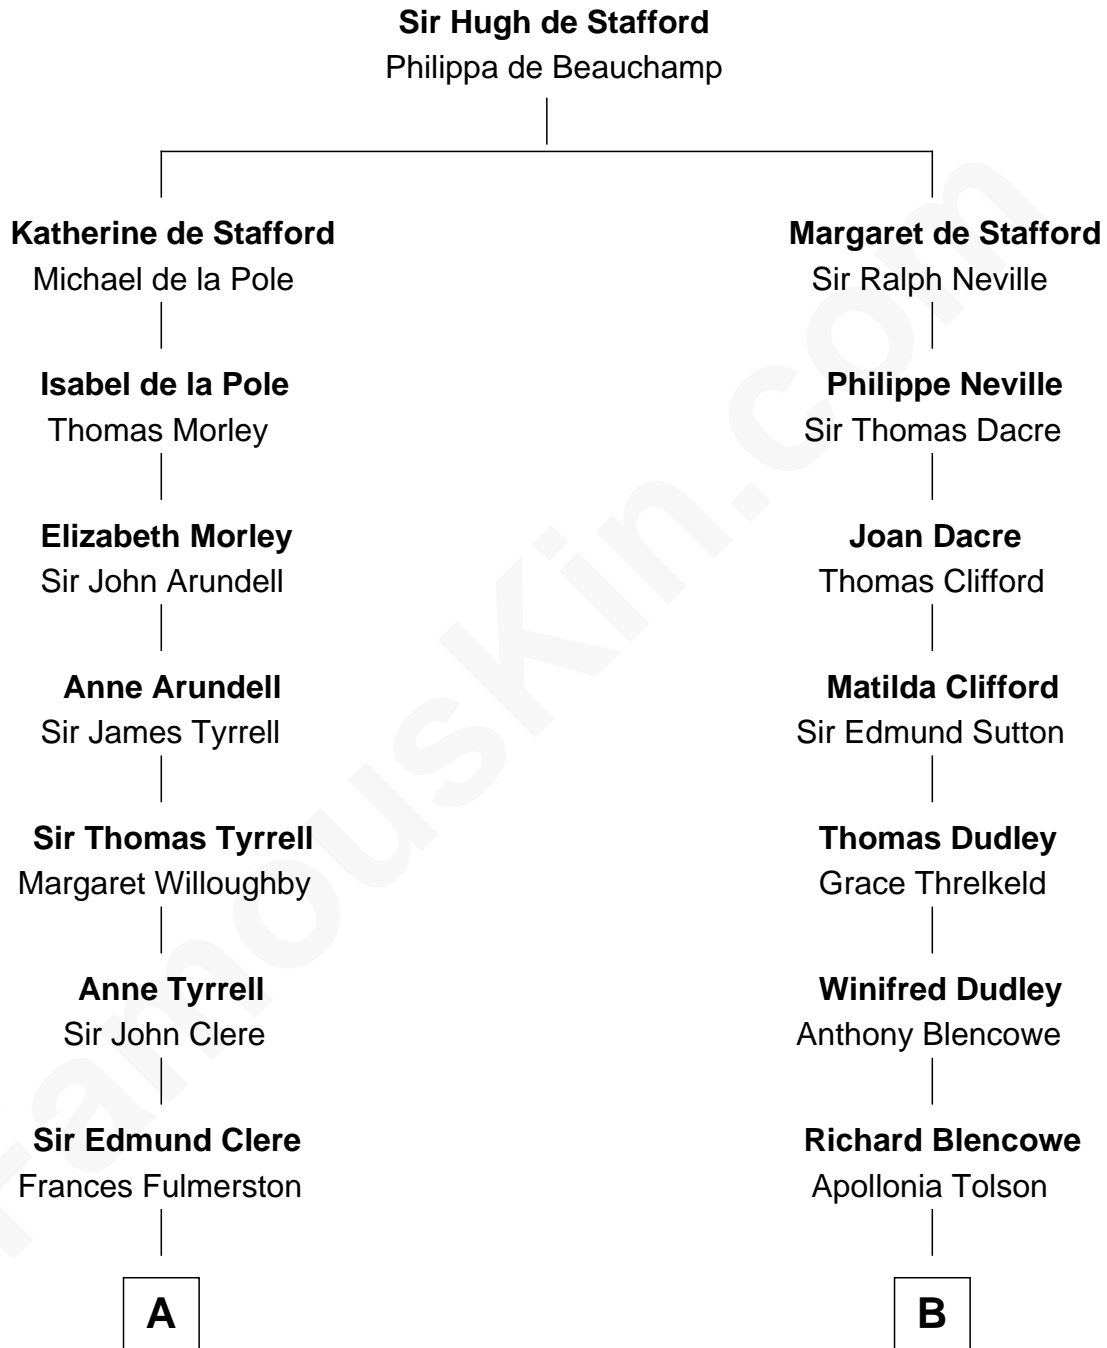 Sir Hugh de Stafford
Philippa de Beauchamp
Katherine de Stafford
Michael de la Pole
Margaret de Stafford
Sir Ralph Neville
Isabel de la Pole
Thomas Morley
Philippe Neville
Sir Thomas Dacre
Elizabeth Morley
Sir John Arundell
Joan Dacre
Thomas Clifford
Anne Arundell
Sir James Tyrrell
Matilda Clifford
Sir Edmund Sutton
Sir Thomas Tyrrell
Margaret Willoughby
Thomas Dudley
Grace Threlkeld
Anne Tyrrell
Sir John Clere
Winifred Dudley
Anthony Blencowe
Sir Edmund Clere
Frances Fulmerston
Richard Blencowe
Apollonia Tolson
A
B
FamousKin.com